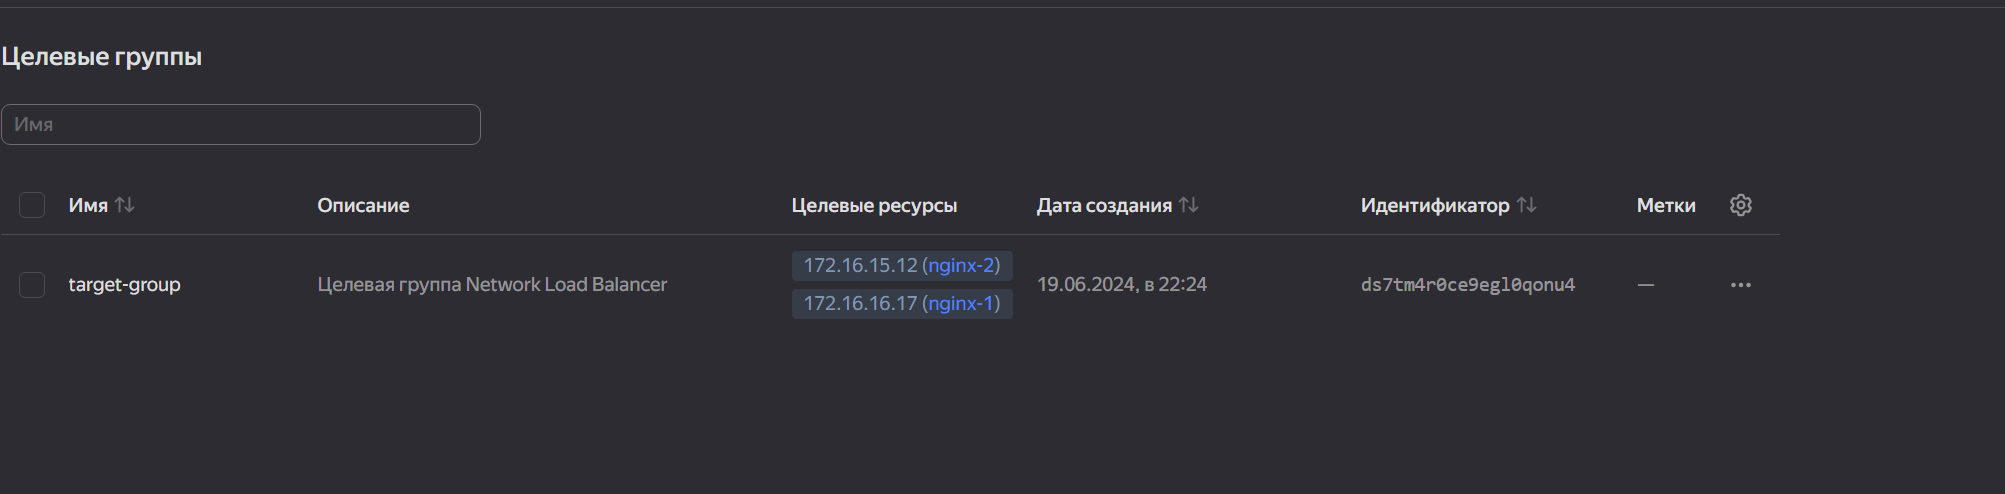 Целевые группы
Имя
Имя Описание Целевые ресурсы Дата создания Идентификатор Метки
172.16.15.12 (nginx-2)
target-group Целевая группа Network Load Balancer 19.06.2024, в 22:24 ds7tm4r0ce9egl0qonu4 —
172.16.16.17 (nginx-1)